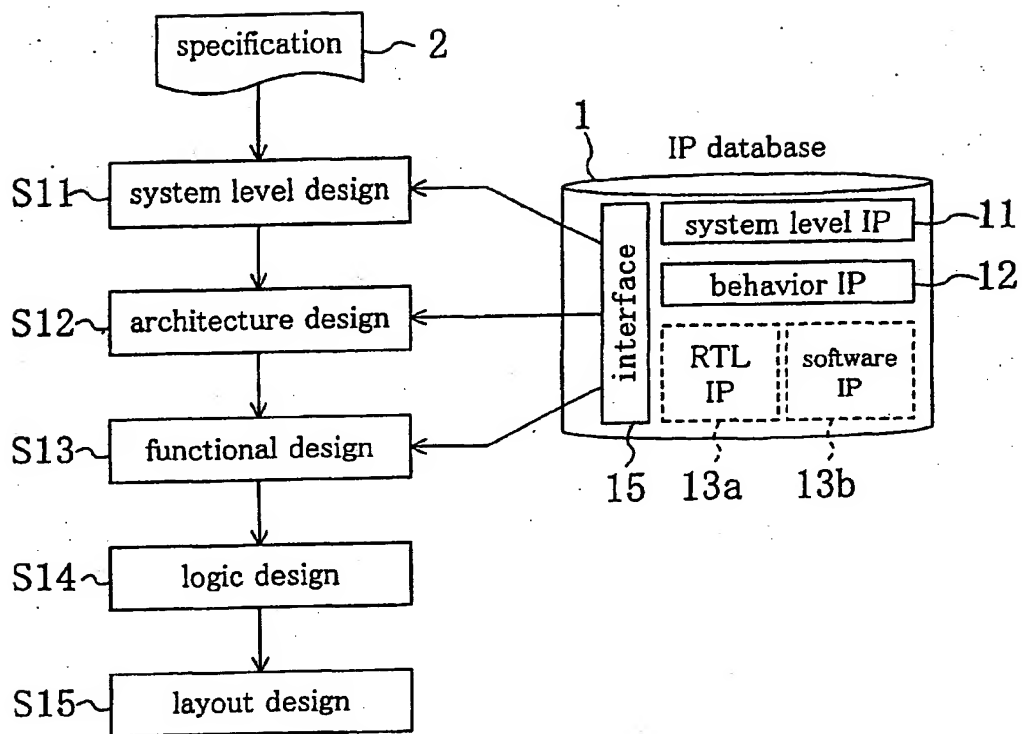 specification
2
1
IP database
S11
system level design
system level IP
11
behavior IP
12
interface
S12
architecture design
RTL
IP
software
IP
S13
functional design
15
13a
13b
S14
logic design
S15
layout design